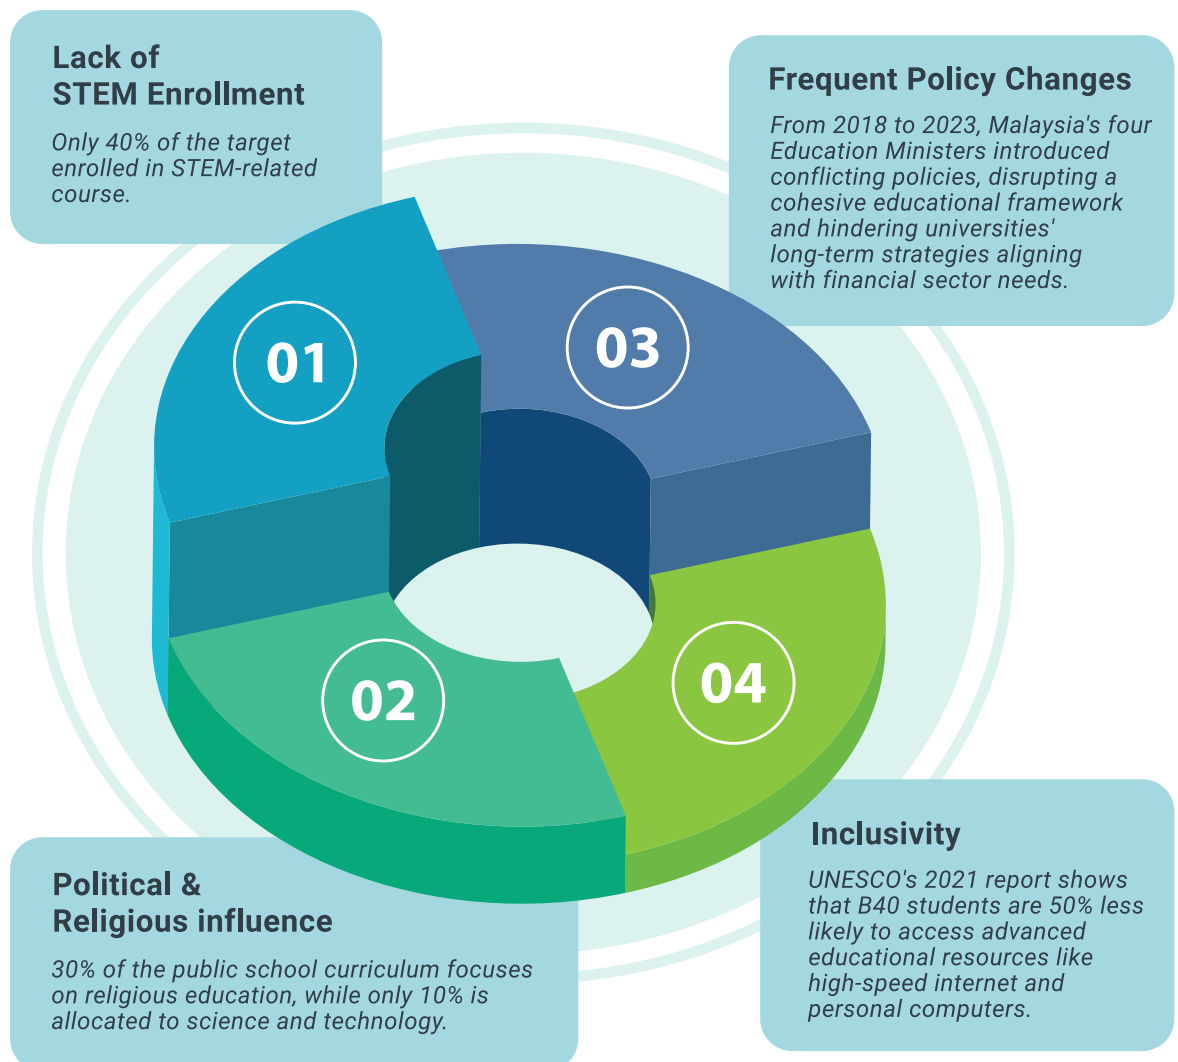 Lack of
STEM Enrollment
Only 40% of the target
enrolled in STEM-related
course.
Frequent Policy Changes
From 2018 to 2023, Malaysia's four
Education Ministers introduced
conflicting policies, disrupting a
cohesive educational framework
and hindering universities'
long-term strategies aligning
with financial sector needs.
01
03
02
04
Political &
Religious influence
30% of the public school curriculum focuses
on religious education, while only 10% is
allocated to science and technology.
Inclusivity
UNESCO's 2021 report shows
that B40 students are 50% less
likely to access advanced
educational resources like
high-speed internet and
personal computers.